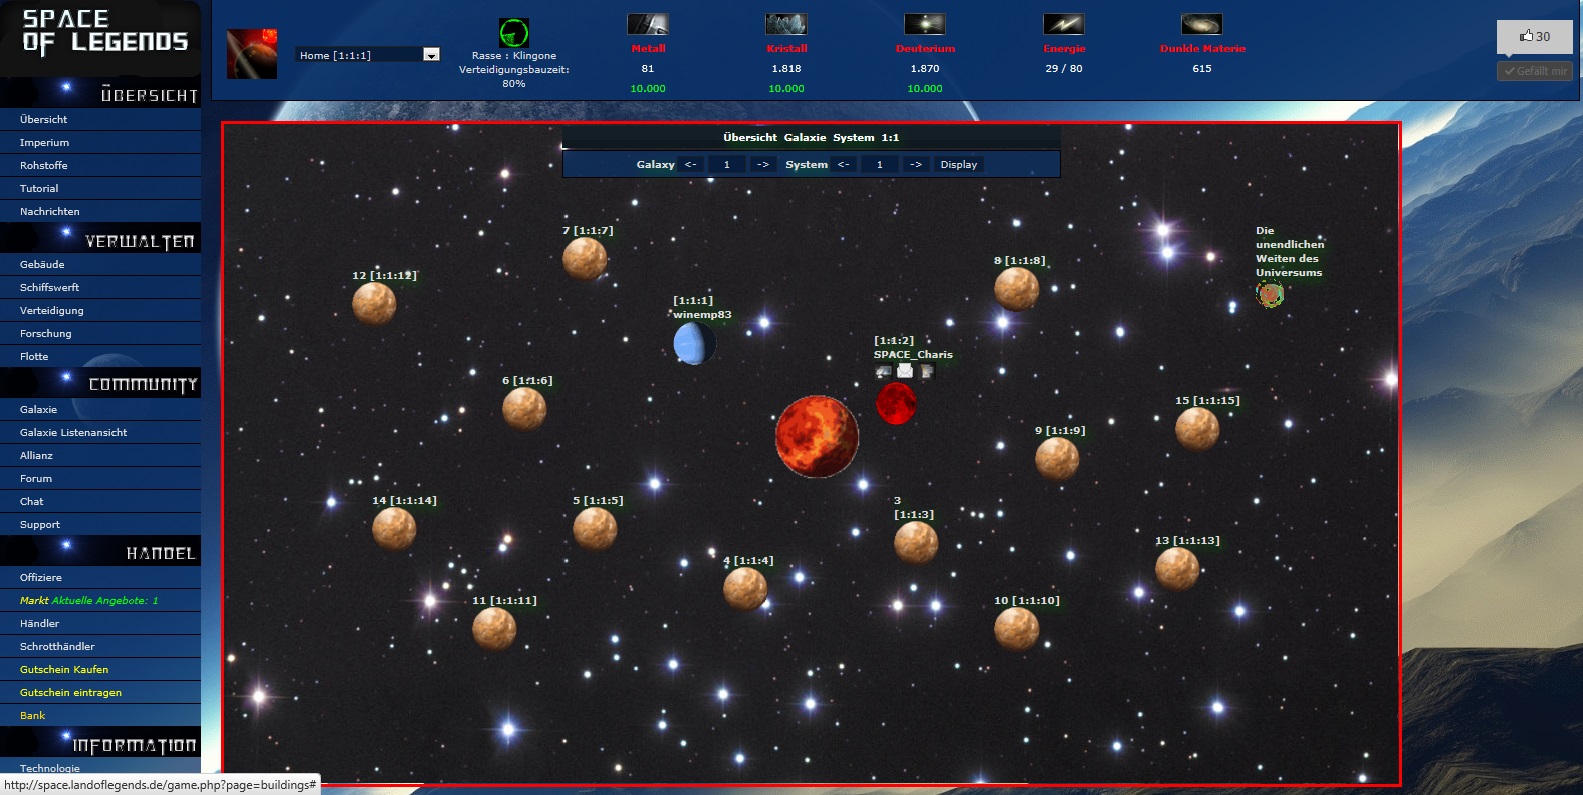 SPACE
OF LEGENDS
Home [1:1:1]
Rasse : Klingone
Verteidigungsbauzeit:
80%
Metall
81
10.000
Kristall
1.818
10.000
Deuterium
1.870
10.000
Energie
29 / 80
Dunkle Materie
615
30
Gefällt mir
ÜBERSICHT
Übersicht
Imperium
Rohstoffe
Tutorial
Nachrichten
VERWALTEN
Gebäude
Schiffswerft
Verteidigung
Forschung
Flotte
COMMUNITY
Galaxie
Galaxie Listenansicht
Allianz
Forum
Chat
Support
HANDEL
Offiziere
Markt Aktuelle Angebote: 1
Händler
Schrotthändler
Gutschein Kaufen
Gutschein eintragen
Bank
INFORMATION
Technologie
http://space.landoflegends.de/game.php?page=buildings#
Übersicht Galaxie System 1:1
Galaxy <- 1 -> System <- 1 -> Display
7 [1:1:7]
Die
unendlichen
Weiten des
Universums
8 [1:1:8]
12 [1:1:12]
[1:1:1]
winemp83
[1:1:2]
SPACE_Charis
6 [1:1:6]
15 [1:1:15]
9 [1:1:9]
14 [1:1:14]
5 [1:1:5]
3
[1:1:3]
13 [1:1:13]
4 [1:1:4]
11 [1:1:11]
10 [1:1:10]